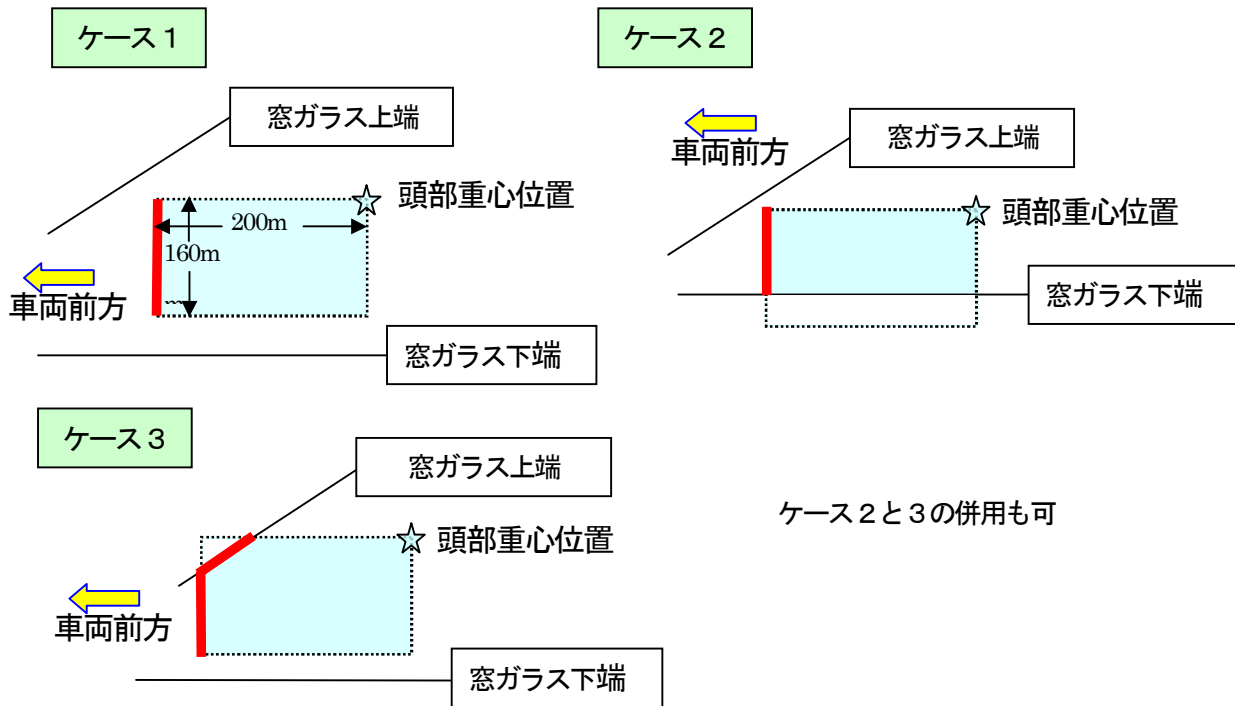 ケース１
窓ガラス上端
頭部重心位置
200m
160m
m
車両前方
窓ガラス下端
ケース２
車両前方
窓ガラス上端
頭部重心位置
窓ガラス下端
ケース３
窓ガラス上端
頭部重心位置
車両前方
窓ガラス下端
ケース２と３の併用も可